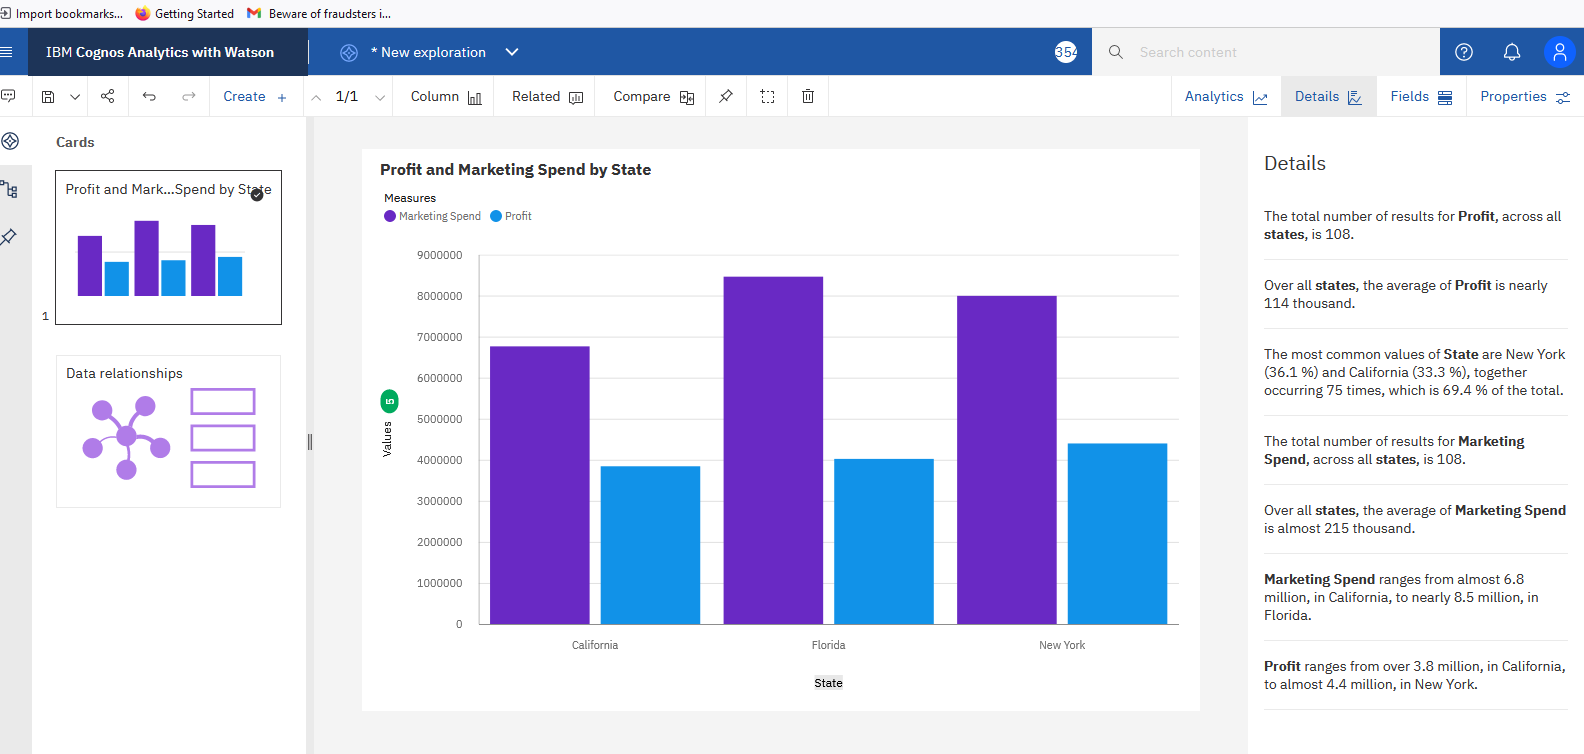 Import bookmarks... Getting Started Beware of fraudsters i...
IBM Cognos Analytics with Watson * New exploration 354 Search content
Create + 1/1 Column Related Compare Analytics Details Fields Properties
Cards
Profit and Mark...Spend by State
1
Data relationships
Profit and Marketing Spend by State
Measures
Marketing Spend Profit
9000000
8000000
7000000
6000000
5000000
4000000
3000000
2000000
1000000
0
Values 5
California Florida New York
State
Details
The total number of results for Profit, across all
states, is 108.
Over all states, the average of Profit is nearly
114 thousand.
The most common values of State are New York
(36.1 %) and California (33.3 %), together
occurring 75 times, which is 69.4 % of the total.
The total number of results for Marketing
Spend, across all states, is 108.
Over all states, the average of Marketing Spend
is almost 215 thousand.
Marketing Spend ranges from almost 6.8
million, in California, to nearly 8.5 million, in
Florida.
Profit ranges from over 3.8 million, in California,
to almost 4.4 million, in New York.